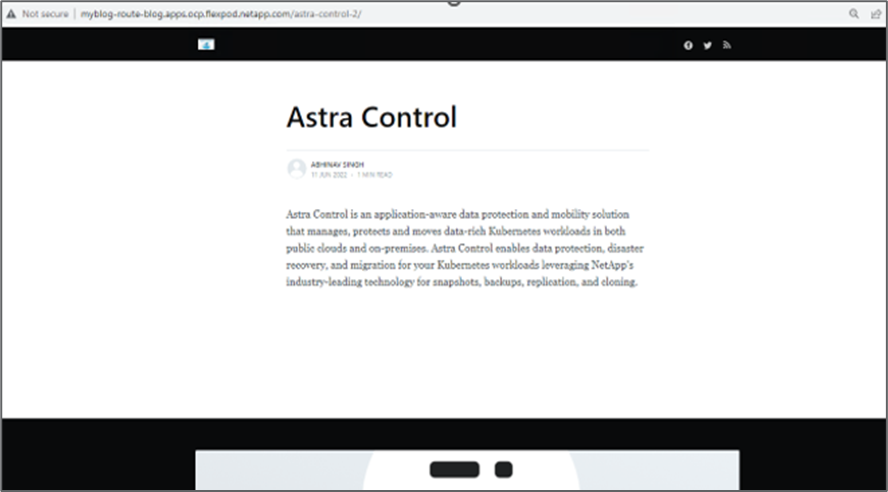 Not secure | myblog-route-blog.apps.ocp.flexpod.netapp.com/astra-control-2/
Astra Control
ABHINAV SINGH
11 JUN 2022 • 1 MIN READ
Astra Control is an application-aware data protection and mobility solution
that manages, protects and moves data-rich Kubernetes workloads in both
public clouds and on-premises. Astra Control enables data protection, disaster
recovery, and migration for your Kubernetes workloads leveraging NetApp's
industry-leading technology for snapshots, backups, replication, and cloning.